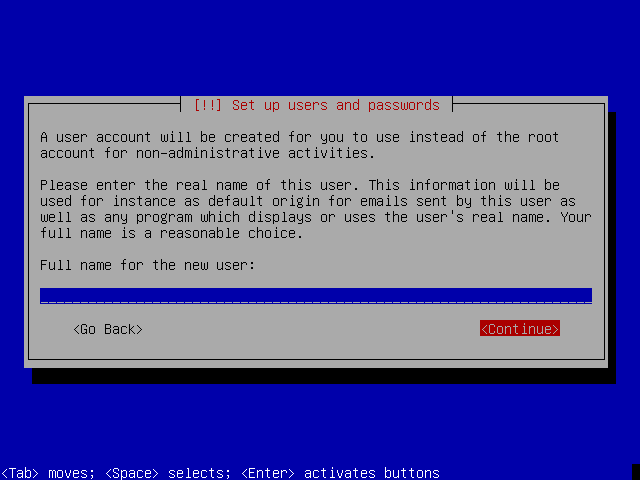 [!!] Set up users and passwords
A user account will be created for you to use instead of the root
account for non-administrative activities.
Please enter the real name of this user. This information will be
used for instance as default origin for emails sent by this user as
well as any program which displays or uses the user's real name. Your
full name is a reasonable choice.
Full name for the new user:
<Go Back> <Continue>
<Tab> moves; <Space> selects; <Enter> activates buttons